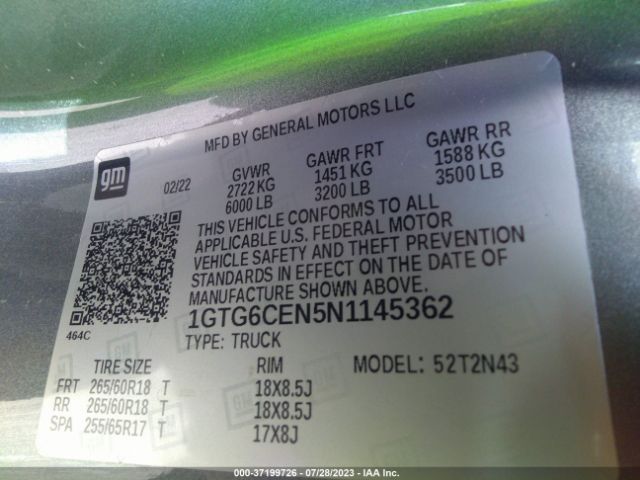 MFD BY GENERAL MOTORS LLC
gm
02/22
GVWR GAWR FRT GAWR RR
2722 KG 1451 KG 1588 KG
6000 LB 3200 LB 3500 LB
THIS VEHICLE CONFORMS TO ALL
APPLICABLE U.S. FEDERAL MOTOR
VEHICLE SAFETY AND THEFT PREVENTION
STANDARDS IN EFFECT ON THE DATE OF
MANUFACTURE SHOWN ABOVE.
464C
1GTG6CEN5N1145362
TYPE: TRUCK
TIRE SIZE RIM MODEL: 52T2N43
FRT 265/60R18 T 18X8.5J
RR 265/60R18 T 18X8.5J
SPA 255/65R17 T 17X8J
000-37199726 / 07/28/2023 / IAA Inc.